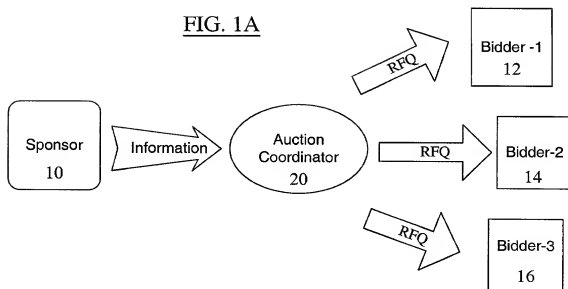 FIG. 1A
Sponsor
10
Information
Auction
Coordinator
20
RFQ
Bidder -1
12
RFQ
Bidder-2
14
RFQ
Bidder-3
16